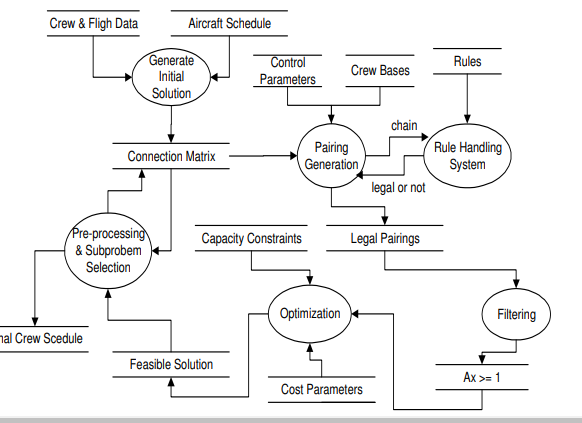 Crew & Fligh Data
Aircraft Schedule
Generate
Initial
Solution
Control
Parameters
Crew Bases
Rules
Connection Matrix
Pairing
Generation
chain
Rule Handling
System
legal or not
Pre-processing
& Subprobem
Selection
Capacity Constraints
Legal Pairings
Optimization
Filtering
nal Crew Scedule
Feasible Solution
Cost Parameters
Ax >= 1